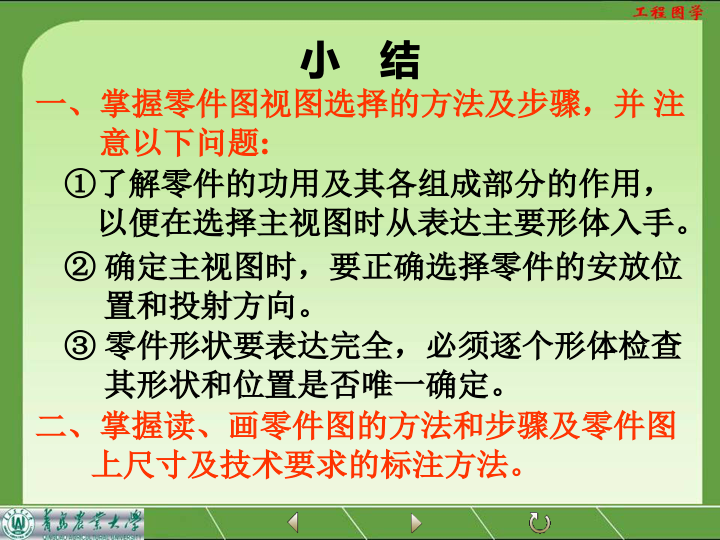 工程图学
小 结
一、掌握零件图视图选择的方法及步骤，并 注
意以下问题:
①了解零件的功用及其各组成部分的作用，
以便在选择主视图时从表达主要形体入手。
② 确定主视图时，要正确选择零件的安放位
置和投射方向。
③ 零件形状要表达完全，必须逐个形体检查
其形状和位置是否唯一确定。
二、掌握读、画零件图的方法和步骤及零件图
上尺寸及技术要求的标注方法。
青岛农业大学
QINGDAO AGRICULTURAL UNIVERSITY